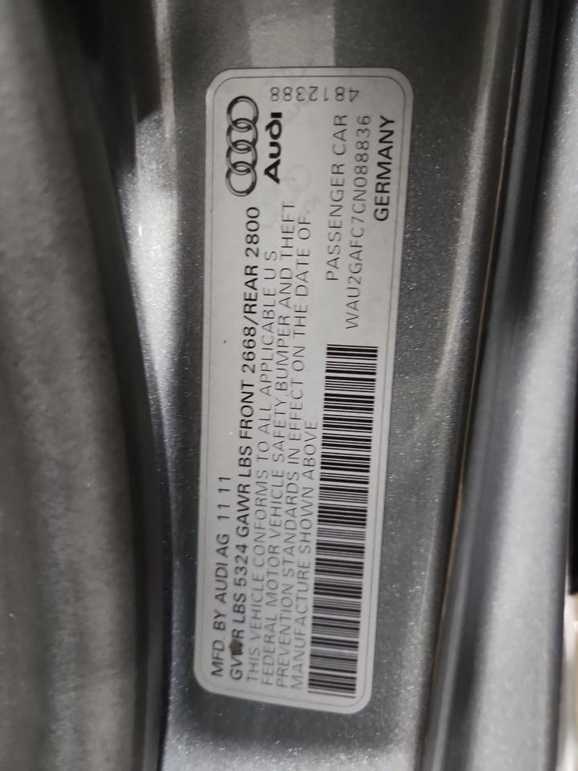 MFD. BY AUDI AG 11 11
GVWR LBS 5324 GAWR LBS FRONT 2668/REAR 2800
THIS VEHICLE CONFORMS TO ALL APPLICABLE U S
FEDERAL MOTOR VEHICLE SAFETY BUMPER AND THEFT
PREVENTION STANDARDS IN EFFECT ON THE DATE OF
MANUFACTURE SHOWN ABOVE
Audi
4812388
PASSENGER CAR
WAU2GAFC7CN088836
GERMANY